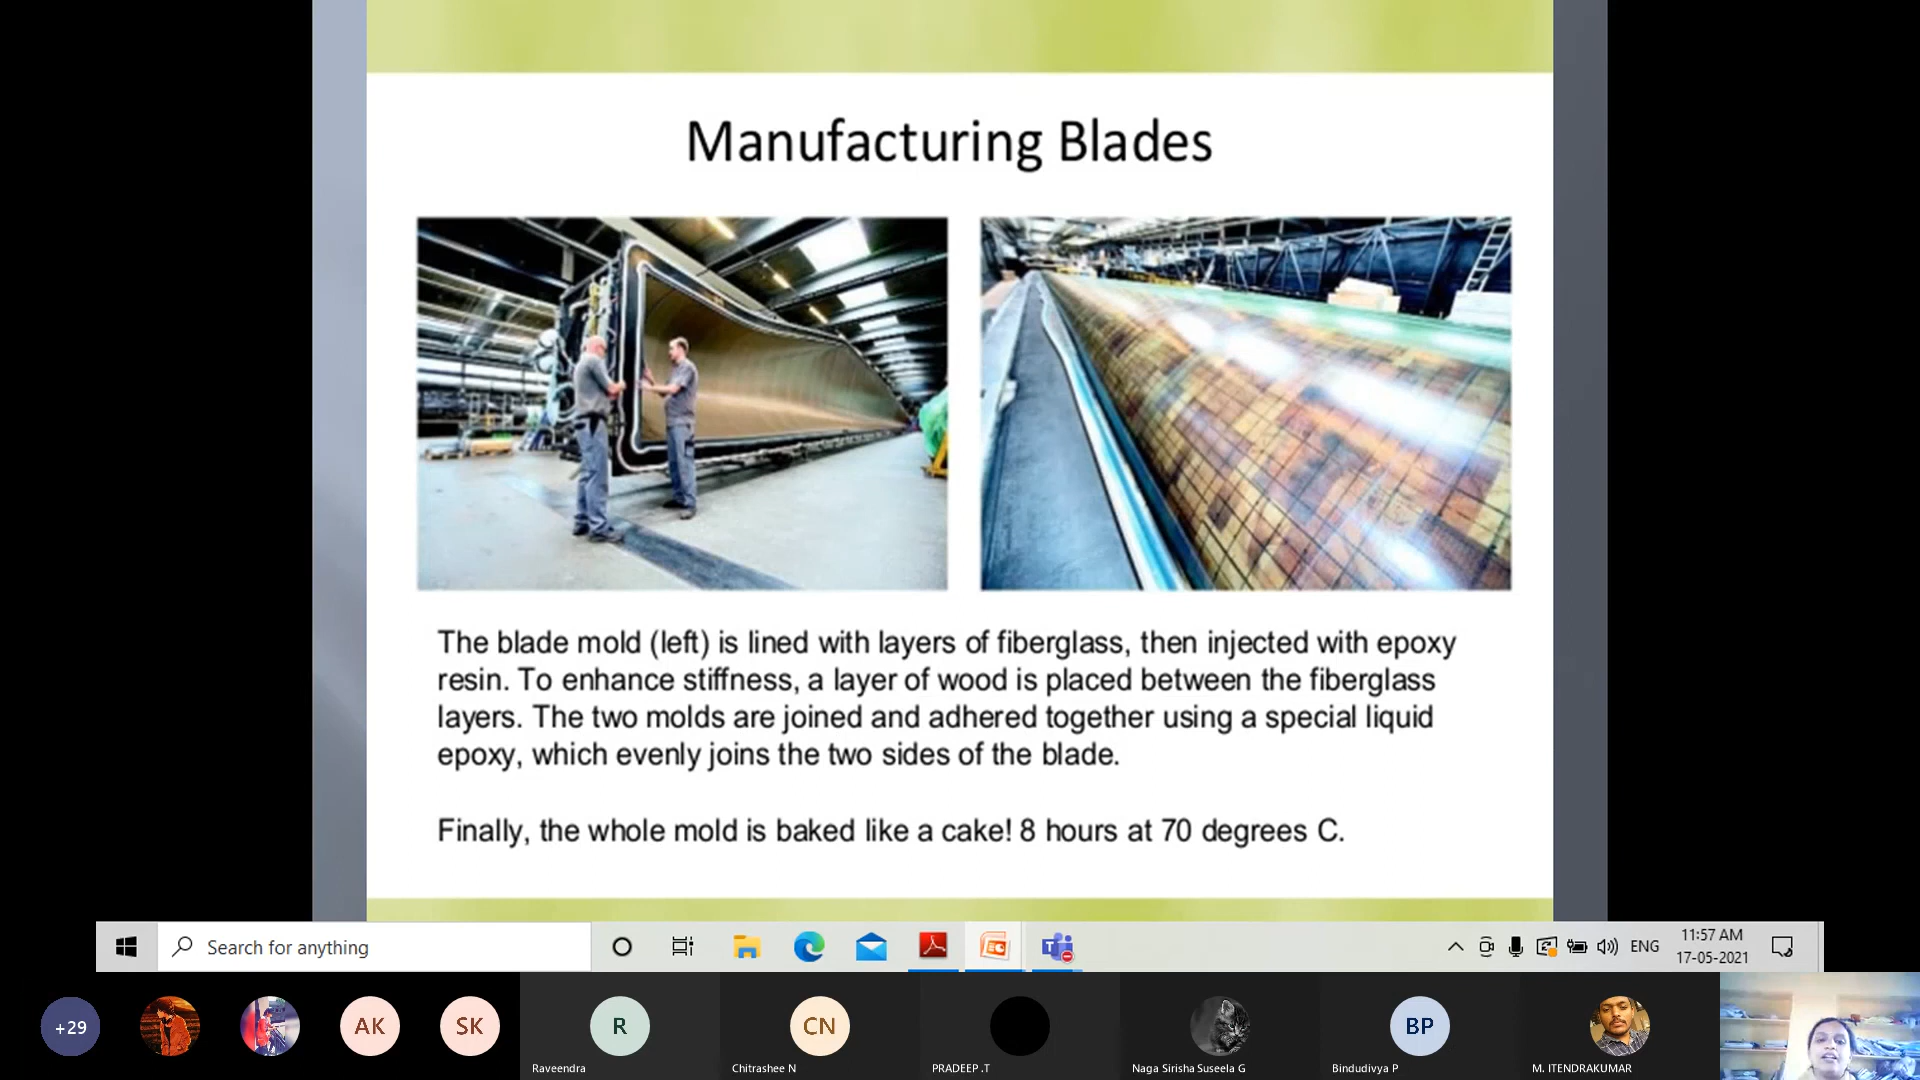 Manufacturing Blades
The blade mold (left) is lined with layers of fiberglass, then injected with epoxy
resin. To enhance stiffness, a layer of wood is placed between the fiberglass
layers. The two molds are joined and adhered together using a special liquid
epoxy, which evenly joins the two sides of the blade.
Finally, the whole mold is baked like a cake! 8 hours at 70 degrees C.
Search for anything
ENG
11:57 AM
17-05-2021
+29
AK
SK
R
CN
BP
Raveendra
Chitrashee N
PRADEEP .T
Naga Sirisha Suseela G
Bindudivya P
M. ITENDRAKUMAR